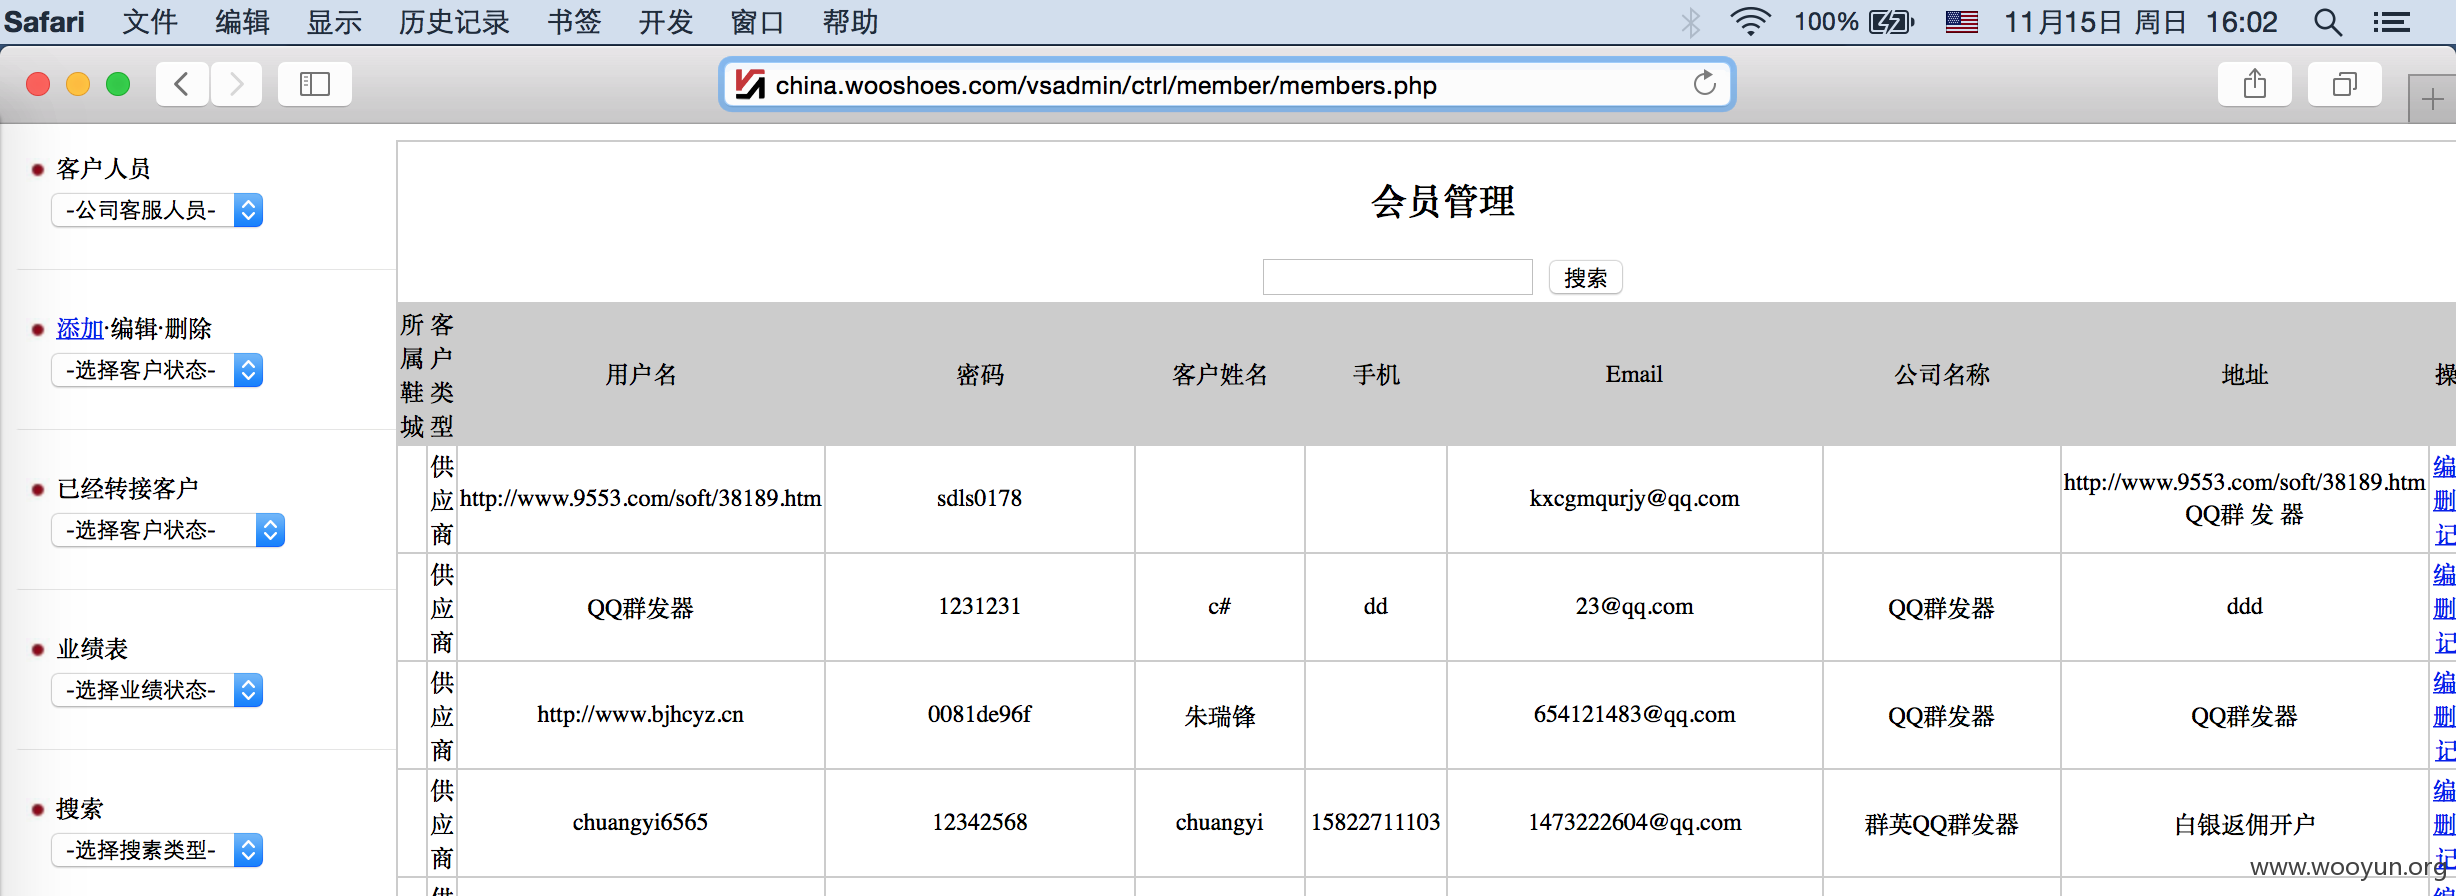 Safari 文件 编辑 显示 历史记录 书签 开发 窗口 帮助 100% 11月15日 周日 16:02
china.wooshoes.com/vsadmin/ctrl/member/members.php
客户人员
-公司客服人员-
添加·编辑·删除
-选择客户状态-
已经转接客户
-选择客户状态-
业绩表
-选择业绩状态-
搜索
-选择搜素类型-
会员管理
搜索
所属鞋城 客户类型 用户名 密码 客户姓名 手机 Email 公司名称 地址 操
供应商 http://www.9553.com/soft/38189.htm sdls0178 kxcgmqurjy@qq.com http://www.9553.com/soft/38189.htm QQ群 发 器 编 删 记
供应商 QQ群发器 1231231 c# dd 23@qq.com QQ群发器 ddd 编 删 记
供应商 http://www.bjhcyz.cn 0081de96f 朱瑞锋 654121483@qq.com QQ群发器 QQ群发器 编 删 记
供应商 chuangyi6565 12342568 chuangyi 15822711103 1473222604@qq.com 群英QQ群发器 白银返佣开户 编 删 记
www.wooyun.org